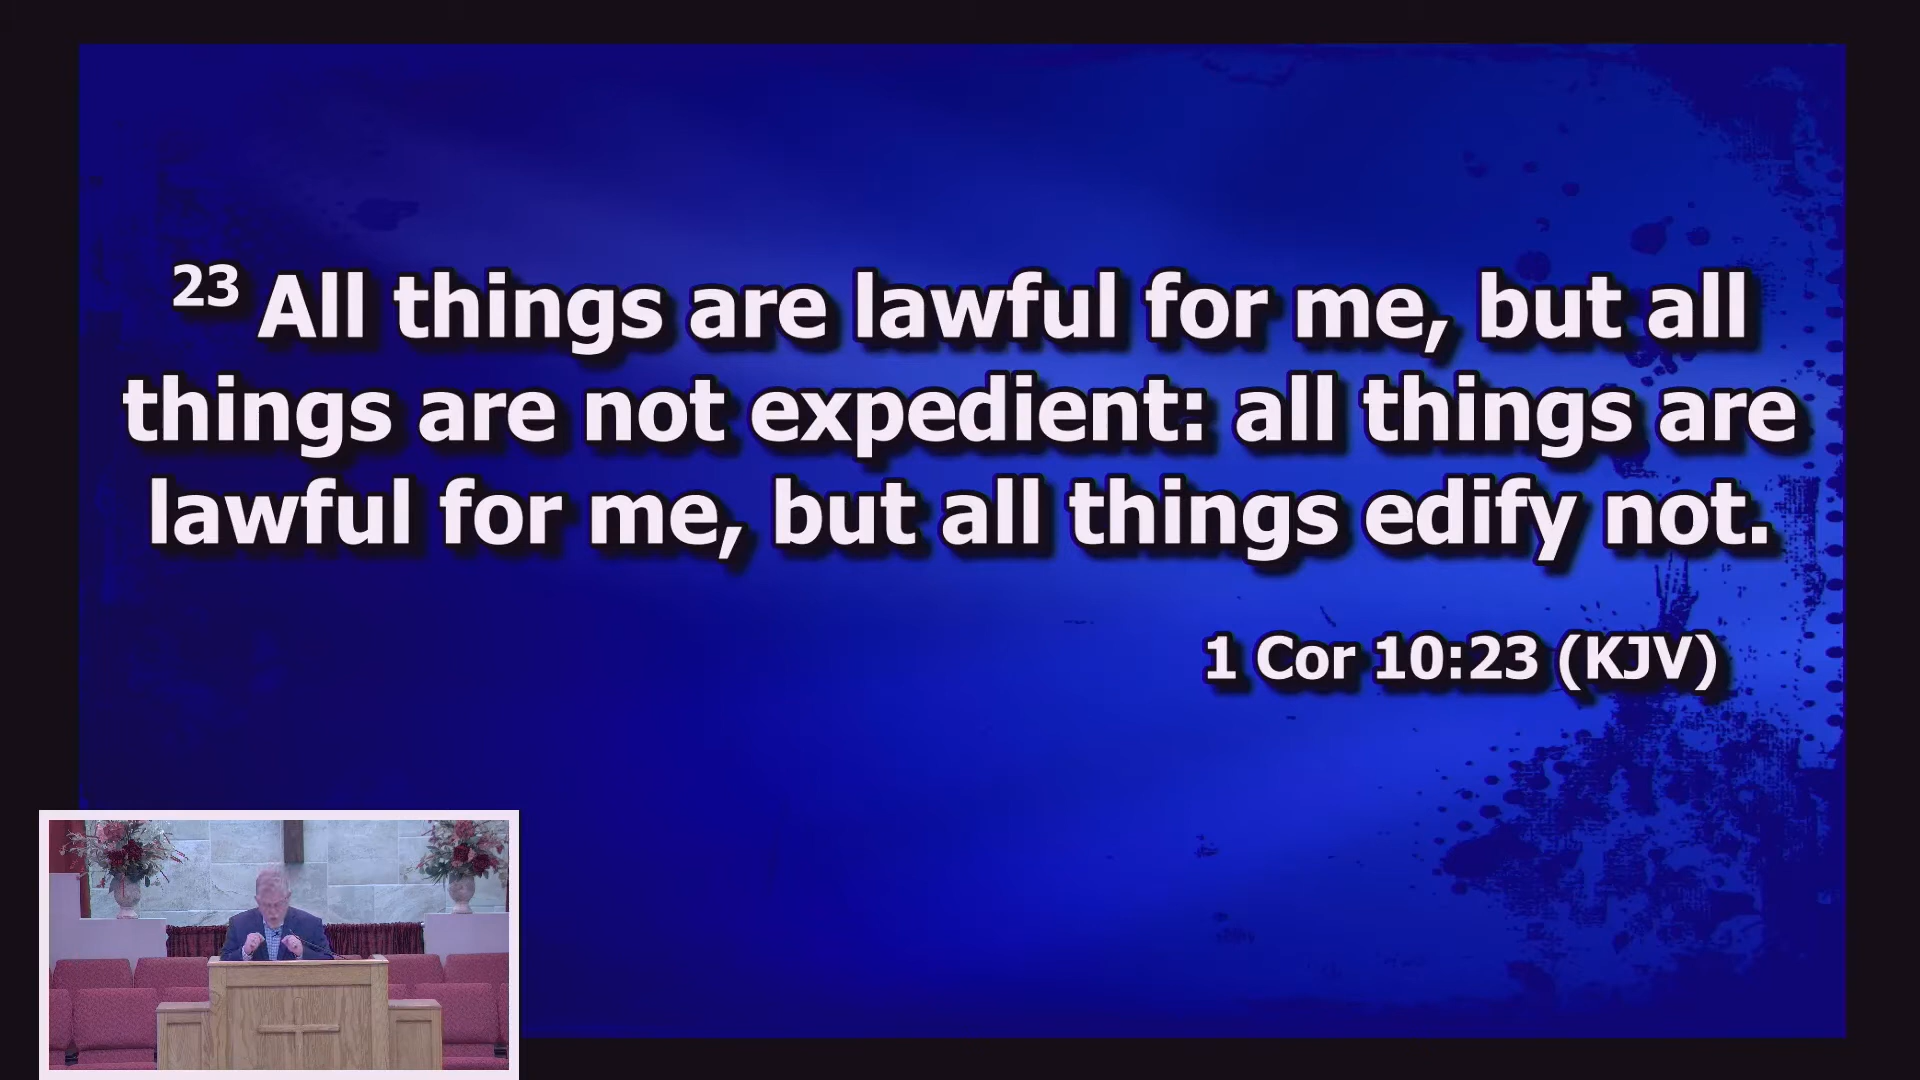 23 All things are lawful for me, but all
things are not expedient: all things are
lawful for me, but all things edify not.
1 Cor 10:23 (KJV)